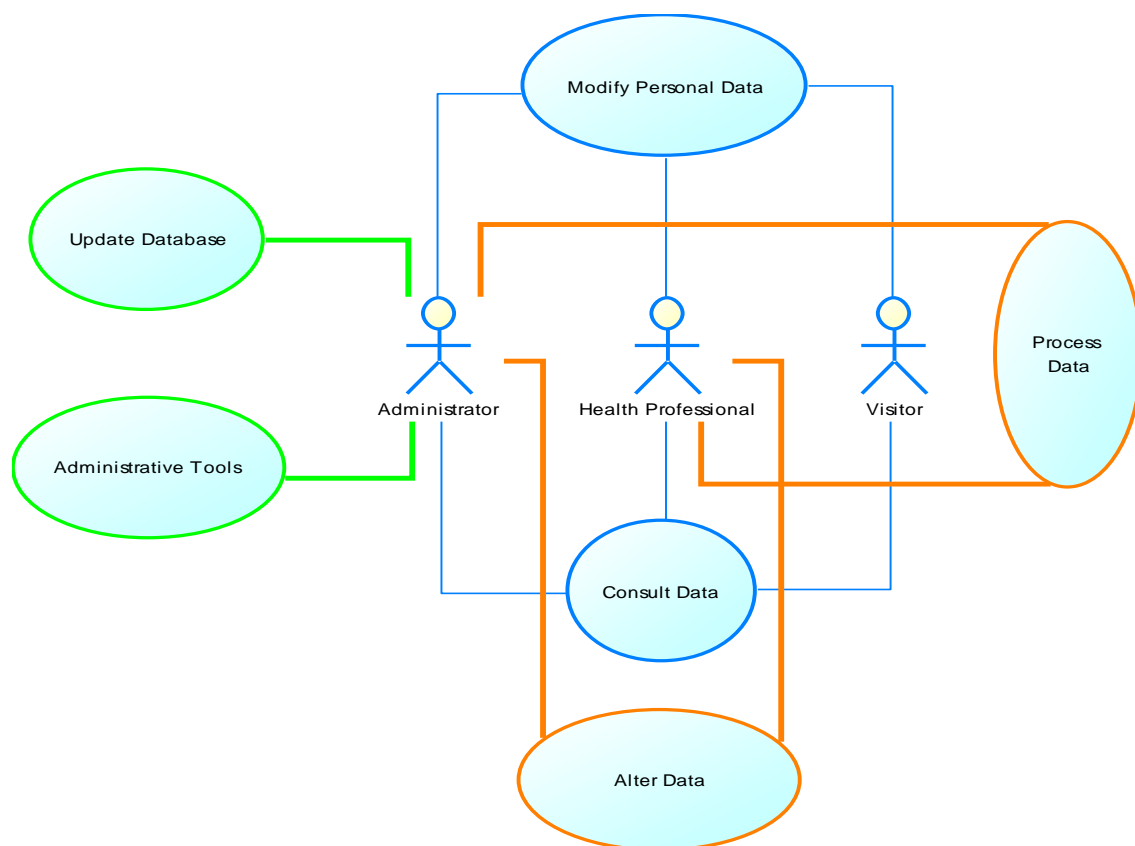 Modify Personal Data
Update Database
Process
Data
Administrator
Health Professional
Visitor
Administrative Tools
Consult Data
Alter Data